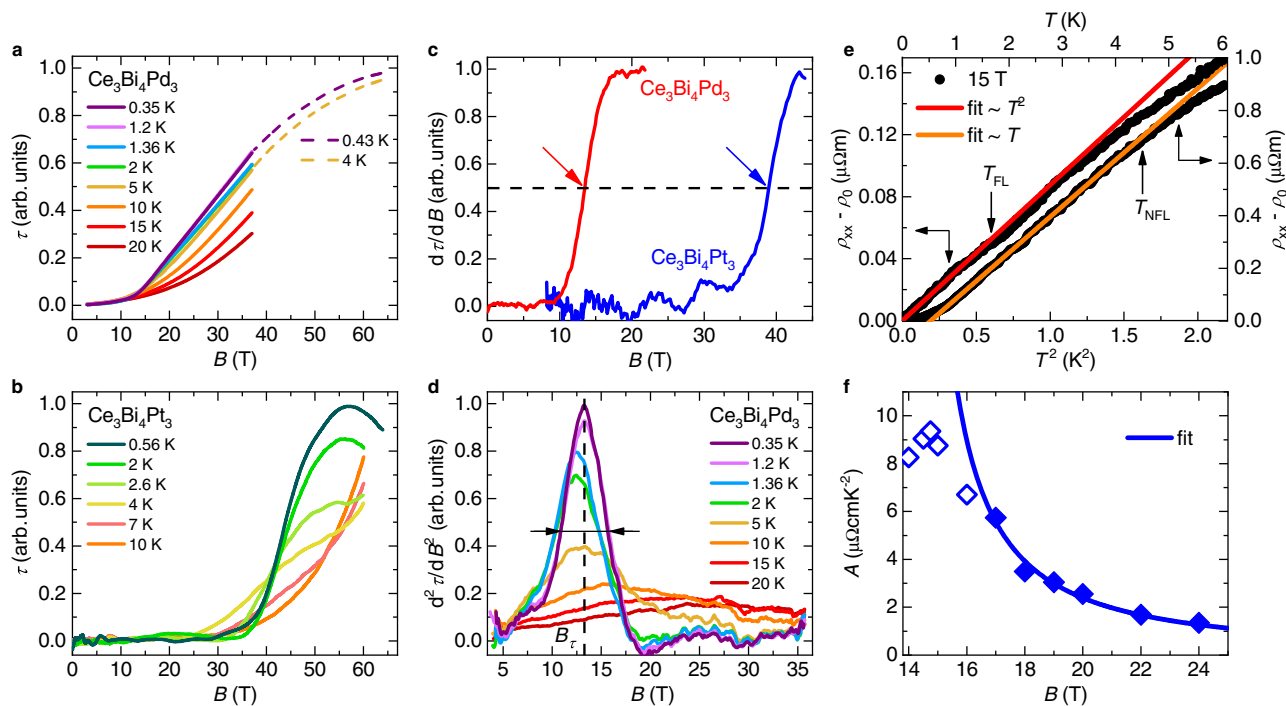 a
Ce3Bi4Pd3
0.35 K
1.2 K
1.36 K
2 K
5 K
10 K
15 K
20 K
0.43 K
4 K
τ (arb. units)
1.0
0.8
0.6
0.4
0.2
0.0
0 10 20 30 40 50 60
B (T)
b
Ce3Bi4Pt3
0.56 K
2 K
2.6 K
4 K
7 K
10 K
τ (arb. units)
1.0
0.8
0.6
0.4
0.2
0.0
0 10 20 30 40 50 60
B (T)
c
Ce3Bi4Pd3
Ce3Bi4Pt3
d τ/dB (arb. units)
1.0
0.8
0.6
0.4
0.2
0.0
0 10 20 30 40
B (T)
d
Ce3Bi4Pd3
0.35 K
1.2 K
1.36 K
2 K
5 K
10 K
15 K
20 K
Bτ
d²τ/dB² (arb. units)
1.0
0.8
0.6
0.4
0.2
0.0
5 10 15 20 25 30 35
B (T)
e
T (K)
0 1 2 3 4 5 6
15 T
fit ~ T²
fit ~ T
TFL
TNFL
ρxx - ρ0 (μΩm)
0.16
0.12
0.08
0.04
0.00
1.0
0.8
0.6
0.4
0.2
0.0
ρxx - ρ0 (μΩm)
0.0 0.5 1.0 1.5 2.0
T² (K²)
f
fit
A (μΩcmK⁻²)
10
8
6
4
2
0
14 16 18 20 22 24
B (T)